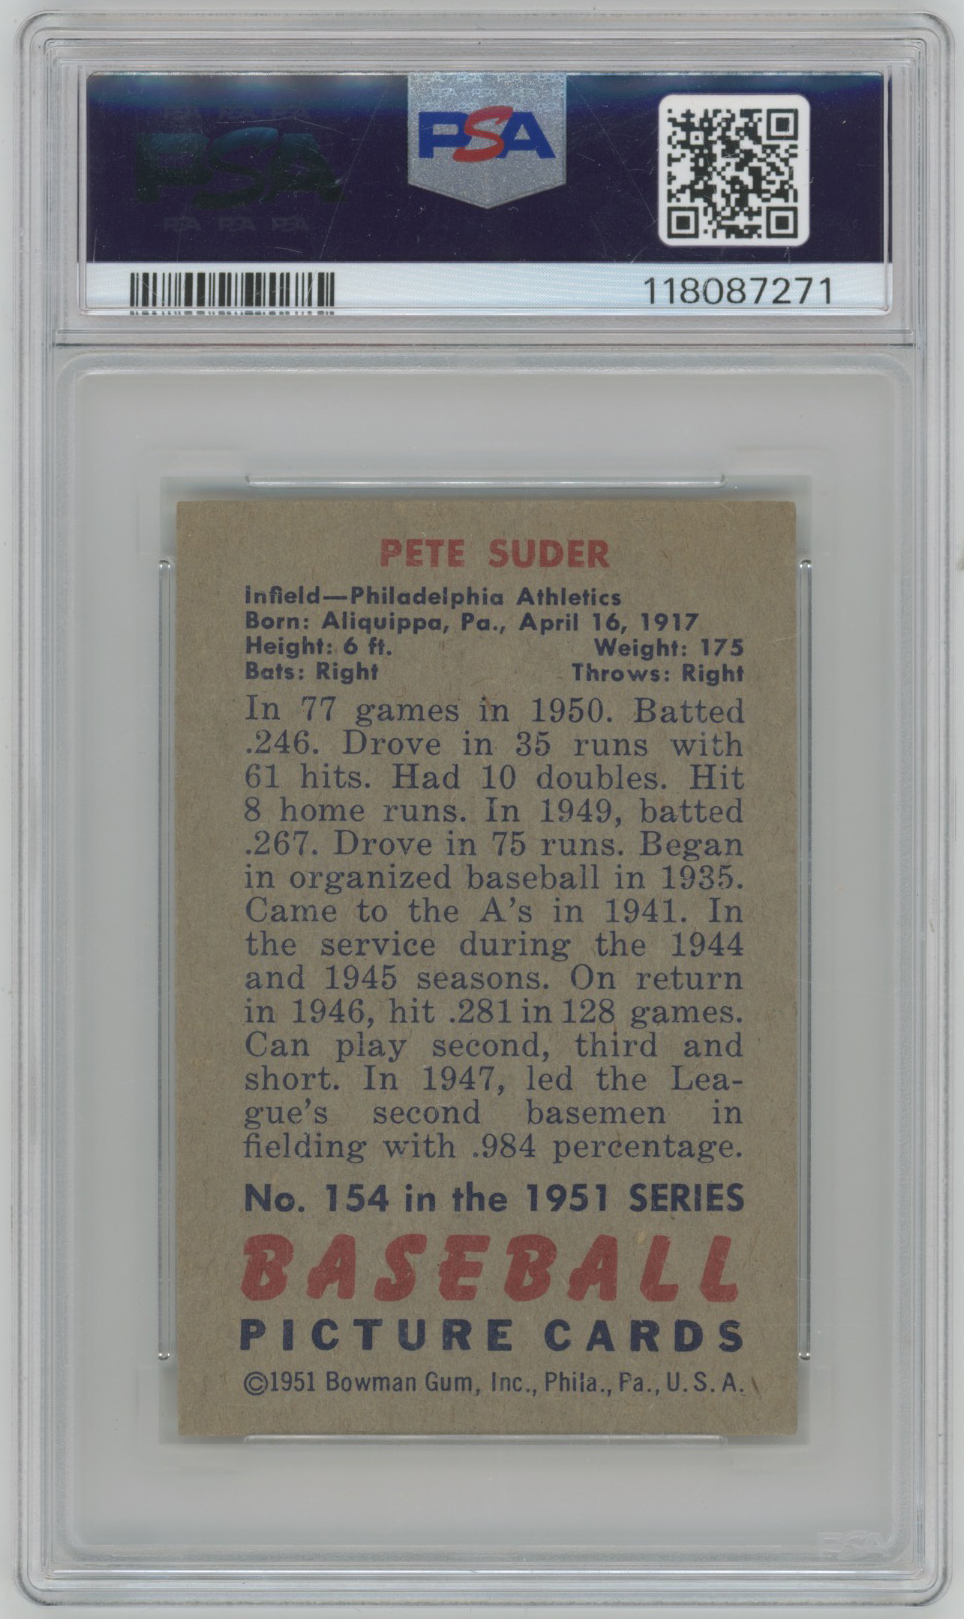 PSA
PSA
PSA PSA PSA
118087271
PETE SUDER
Infield—Philadelphia Athletics
Born: Aliquippa, Pa., April 16, 1917
Height: 6 ft. Weight: 175
Bats: Right Throws: Right
In 77 games in 1950. Batted
.246. Drove in 35 runs with
61 hits. Had 10 doubles. Hit
8 home runs. In 1949, batted
.267. Drove in 75 runs. Began
in organized baseball in 1935.
Came to the A's in 1941. In
the service during the 1944
and 1945 seasons. On return
in 1946, hit .281 in 128 games.
Can play second, third and
short. In 1947, led the Lea-
gue's second basemen in
fielding with .984 percentage.
No. 154 in the 1951 SERIES
BASEBALL
PICTURE CARDS
©1951 Bowman Gum, Inc., Phila., Pa., U.S.A.
PSA